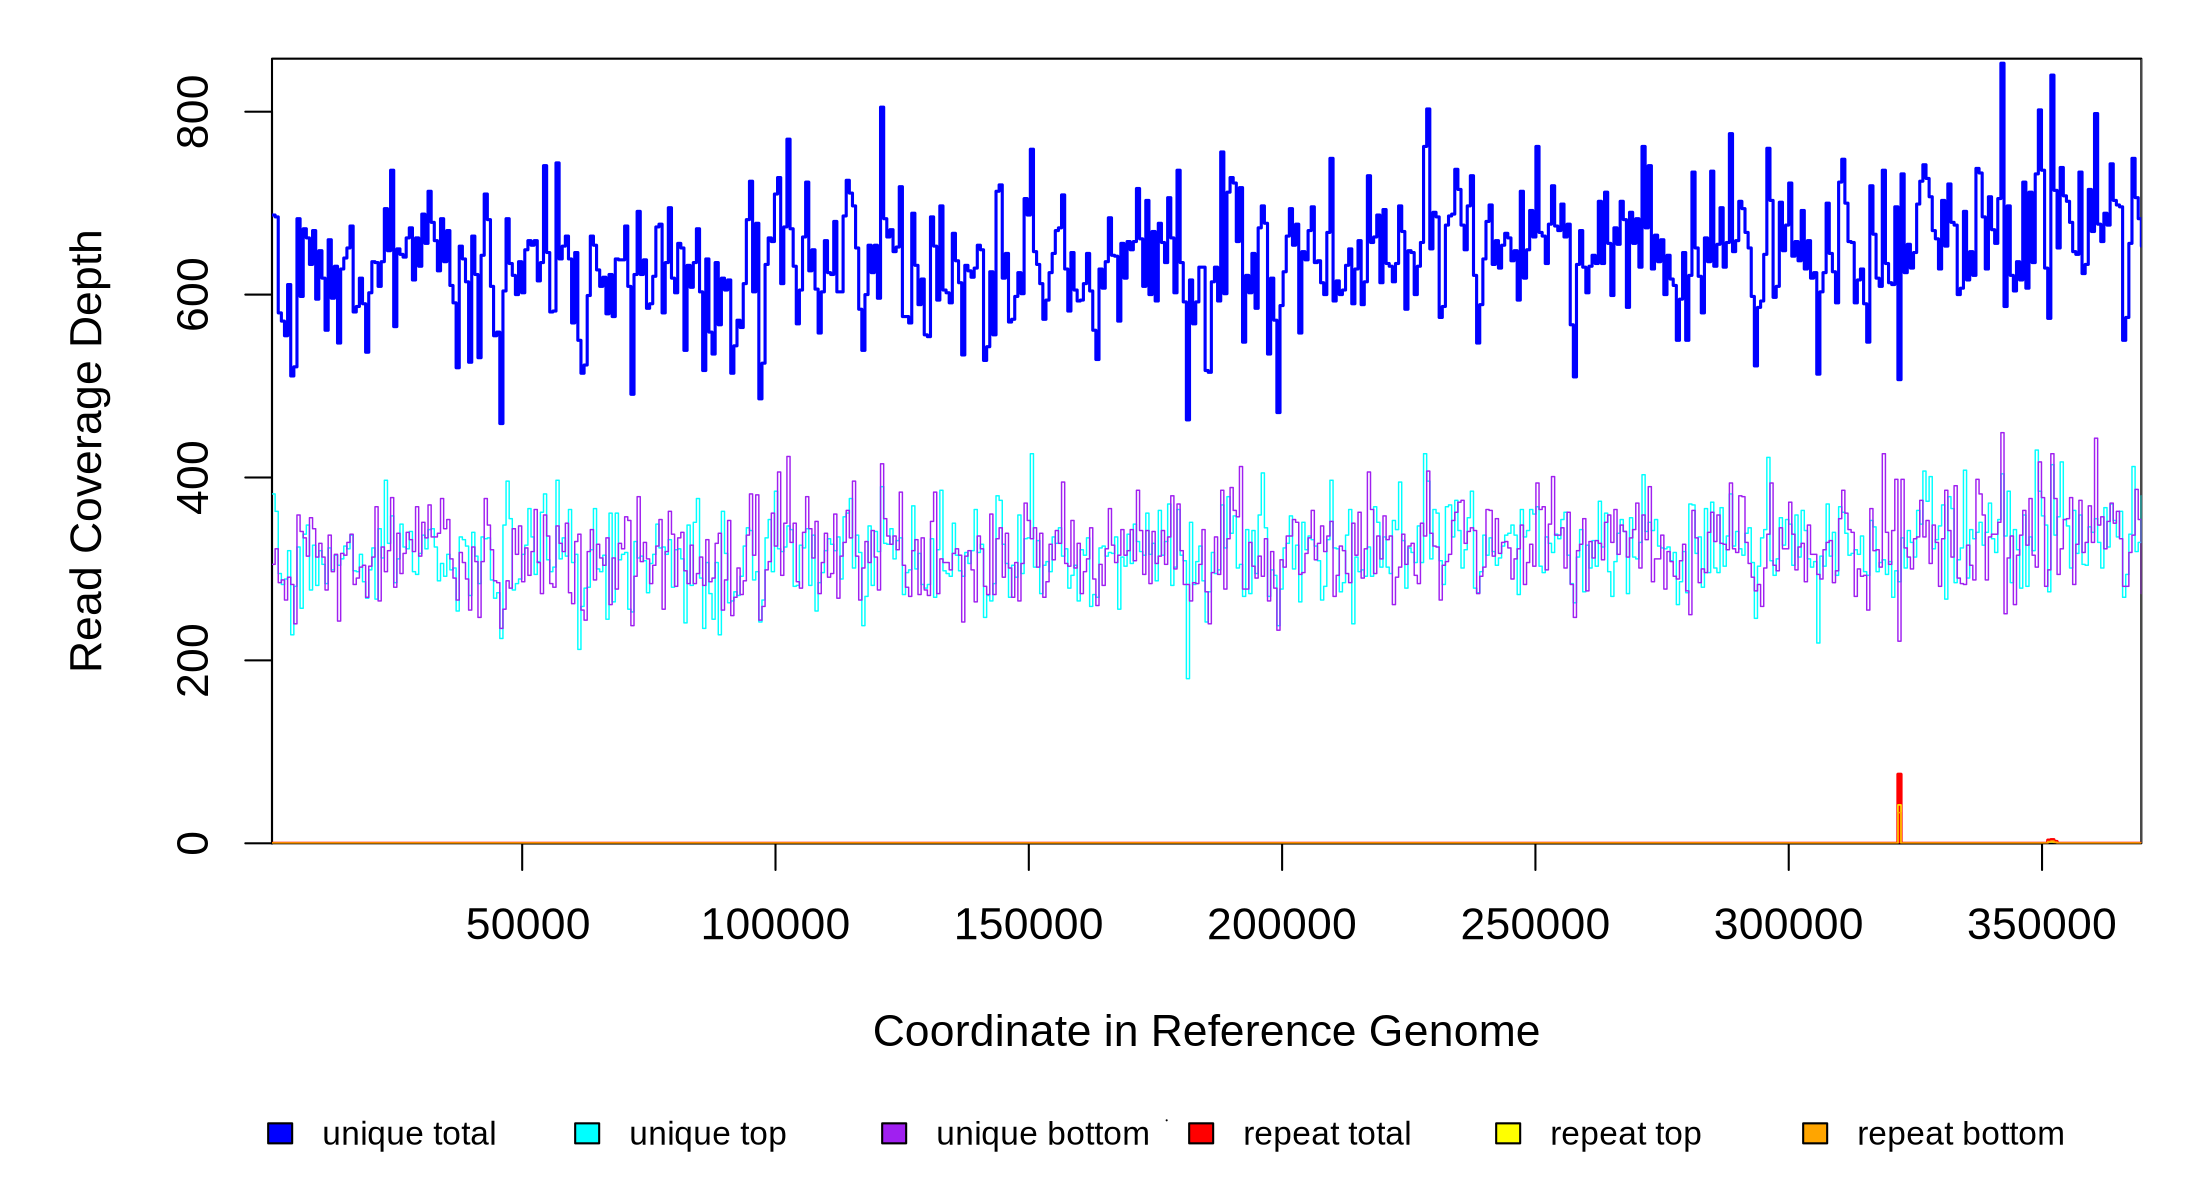 800
600
400
200
0
Read Coverage Depth
50000 100000 150000 200000 250000 300000 350000
Coordinate in Reference Genome
unique total unique top unique bottom repeat total repeat top repeat bottom